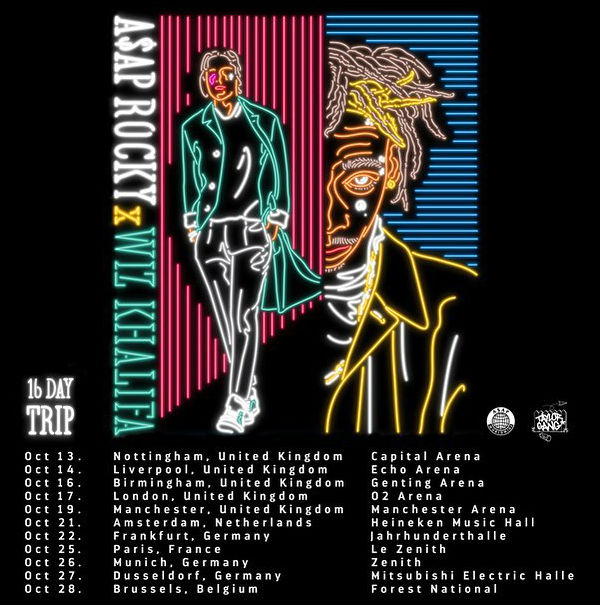 A$AP ROCKY X WIZ KHALIFA
16 DAY
TRIP
TAYLOR
GANG
Oct 13. Nottingham, United Kingdom Capital Arena
Oct 14. Liverpool, United Kingdom Echo Arena
Oct 16. Birmingham, United Kingdom Genting Arena
Oct 17. London, United Kingdom O2 Arena
Oct 19. Manchester, United Kingdom Manchester Arena
Oct 21. Amsterdam, Netherlands Heineken Music Hall
Oct 22. Frankfurt, Germany Jahrhunderthalle
Oct 25. Paris, France Le Zenith
Oct 26. Munich, Germany Zenith
Oct 27. Dusseldorf, Germany Mitsubishi Electric Halle
Oct 28. Brussels, Belgium Forest National